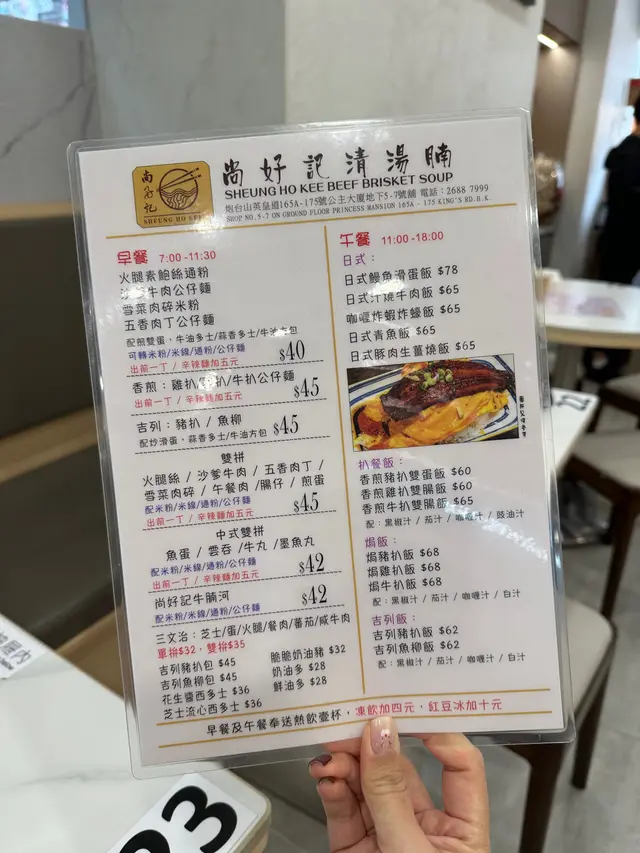 尚好記
SHEUNG HO KEE
尚好記清湯腩
SHEUNG HO KEE BEEF BRISKET SOUP
炮台山英皇道165A-175號公主大廈地下5-7號舖 電話：2688 7999
SHOP NO.5-7 ON GROUND FLOOR PRINCESS MANSION 165A - 175 KING'S RD.H.K.
早餐 7:00 -11:30
火腿素鮑絲通粉
沙爹牛肉公仔麵
雪菜肉碎米粉
五香肉丁公仔麵
配煎雙蛋，牛油多士/蒜香多士/牛油方包
可轉米粉/米線/通粉/公仔麵
出前一丁 / 辛辣麵加五元
$40
香煎：雞扒/ /牛扒公仔麵
出前一丁 / 辛辣麵加五元
$45
吉列：豬扒 / 魚柳
配炒滑蛋，蒜香多士/牛油方包
$45
雙拼
火腿絲 / 沙爹牛肉 / 五香肉丁 /
雪菜肉碎 / 午餐肉 /腸仔 / 煎蛋
配米粉/米線/通粉/公仔麵
出前一丁 / 辛辣麵加五元
$45
中式雙拼
魚蛋 / 雲吞 /牛丸 /墨魚丸
配米粉/米線/通粉/公仔麵
出前一丁 / 辛辣麵加五元
$42
尚好記牛腩河
配米粉/米線/通粉/公仔麵
$42
三文治：芝士/蛋/火腿/餐肉/蕃茄/咸牛肉
單拚$32，雙拚$35
吉列豬扒包 $45
吉列魚柳包 $45
花生醬西多士 $36
芝士流心西多士 $36
脆脆奶油豬 $32
奶油多 $28
鮮油多 $28
午餐 11:00 -18:00
日式：
日式鰻魚滑蛋飯 $78
日式汁燒牛肉飯 $65
咖喱炸蝦炸蠔飯 $65
日式青魚飯 $65
日式豚肉生薑燒飯 $65
扒餐飯：
香煎豬扒雙蛋飯 $60
香煎雞扒雙腸飯 $60
香煎牛扒雙腸飯 $65
配：黑椒汁 / 茄汁 / 咖喱汁 / 豉油汁
焗飯：
焗豬扒飯 $68
焗雞扒飯 $68
焗牛扒飯 $68
配：黑椒汁 / 茄汁 / 咖喱汁 / 白汁
吉列飯：
吉列豬扒飯 $62
吉列魚柳飯 $62
配：黑椒汁 / 茄汁 / 咖喱汁 / 白汁
早餐及午餐奉送熱飲壹杯，凍飲加四元，紅豆冰加十元